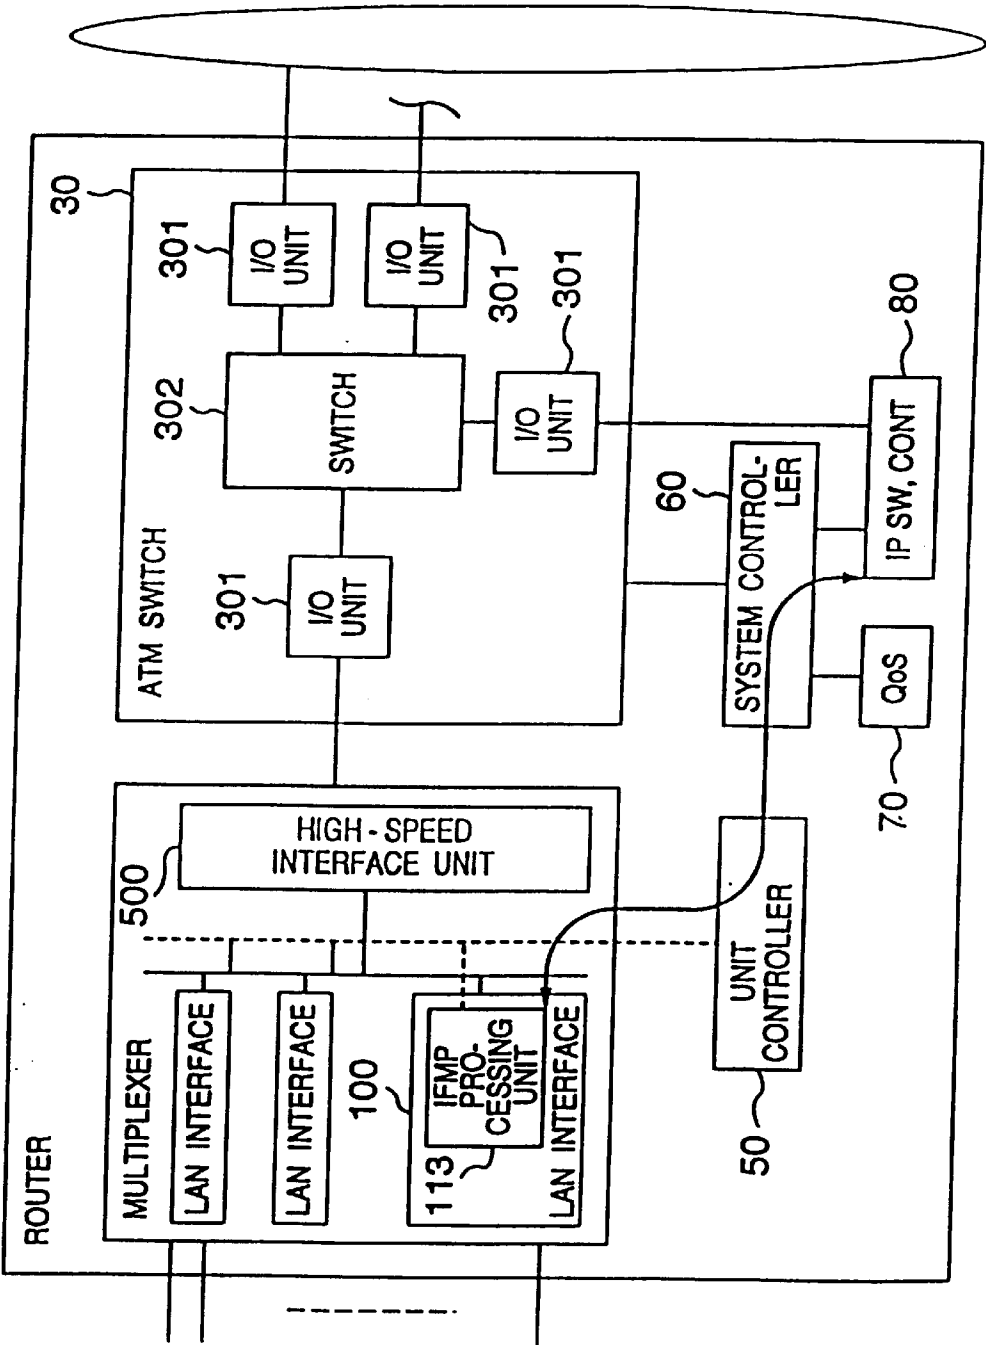 ROUTER
MULTIPLEXER
LAN INTERFACE
LAN INTERFACE
100
IFMP
PRO-
CESSING
UNIT
113
LAN INTERFACE
500
HIGH-SPEED
INTERFACE UNIT
ATM SWITCH
30
301
I/O
UNIT
302
SWITCH
301
I/O
UNIT
I/O
UNIT
301
I/O
UNIT
301
50
UNIT
CONTROLLER
60
SYSTEM CONTROL-
LER
70
QoS
80
IP SW, CONT